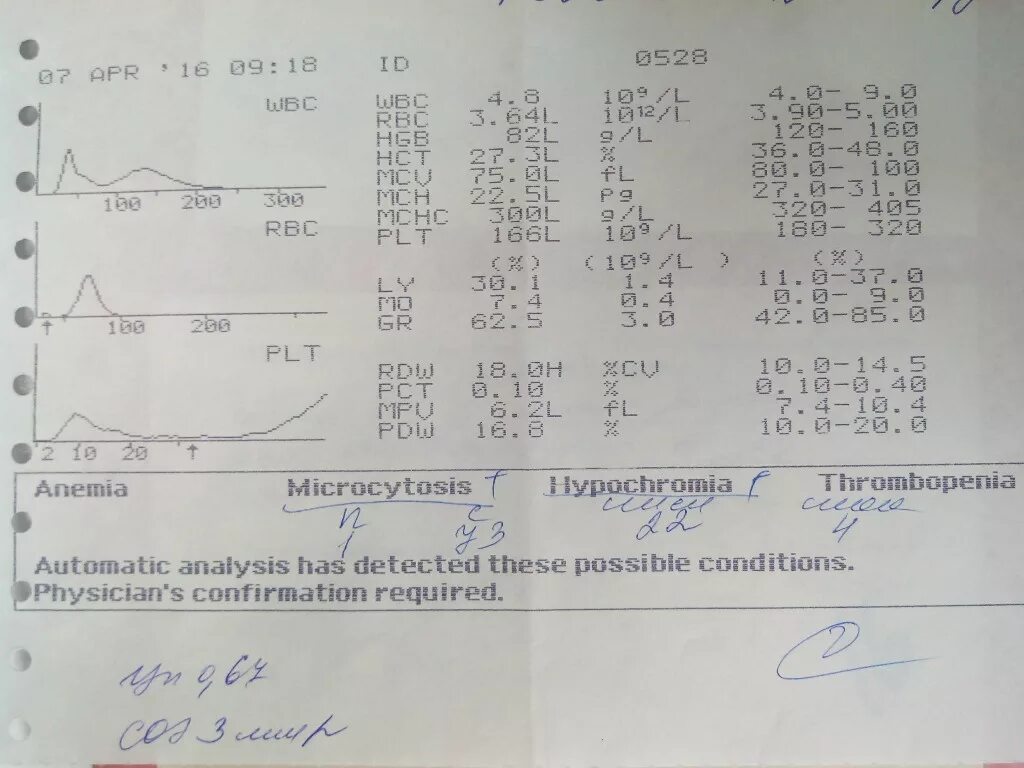 07 APR '16 09:18 ID 0528
WBC
WBC 4.8 10⁹/L 4.0- 9.0
RBC 3.64L 10¹²/L 3.90-5.00
HGB 82L g/L 120- 160
HCT 27.3L % 36.0-48.0
MCV 75.0L fL 80.0- 100
MCH 22.5L pg 27.0-31.0
MCHC 300L g/L 320- 405
PLT 166L 10⁹/L 180- 320
100 200 300
RBC
(%) (10⁹/L ) (%)
LY 30.1 1.4 11.0-37.0
MO 7.4 0.4 0.0- 9.0
GR 62.5 3.0 42.0-85.0
100 200
PLT
RDW 18.0H %CV 10.0-14.5
PCT 0.10 % 0.10-0.40
MPV 6.2L fL 7.4-10.4
PDW 16.8 % 10.0-20.0
2 10 20
Anemia Microcytosis Hypochromia Thrombopenia
п с
1 22 4
Automatic analysis has detected these possible conditions.
Physician's confirmation required.
цп 0,67
СОЭ 3 мм/р